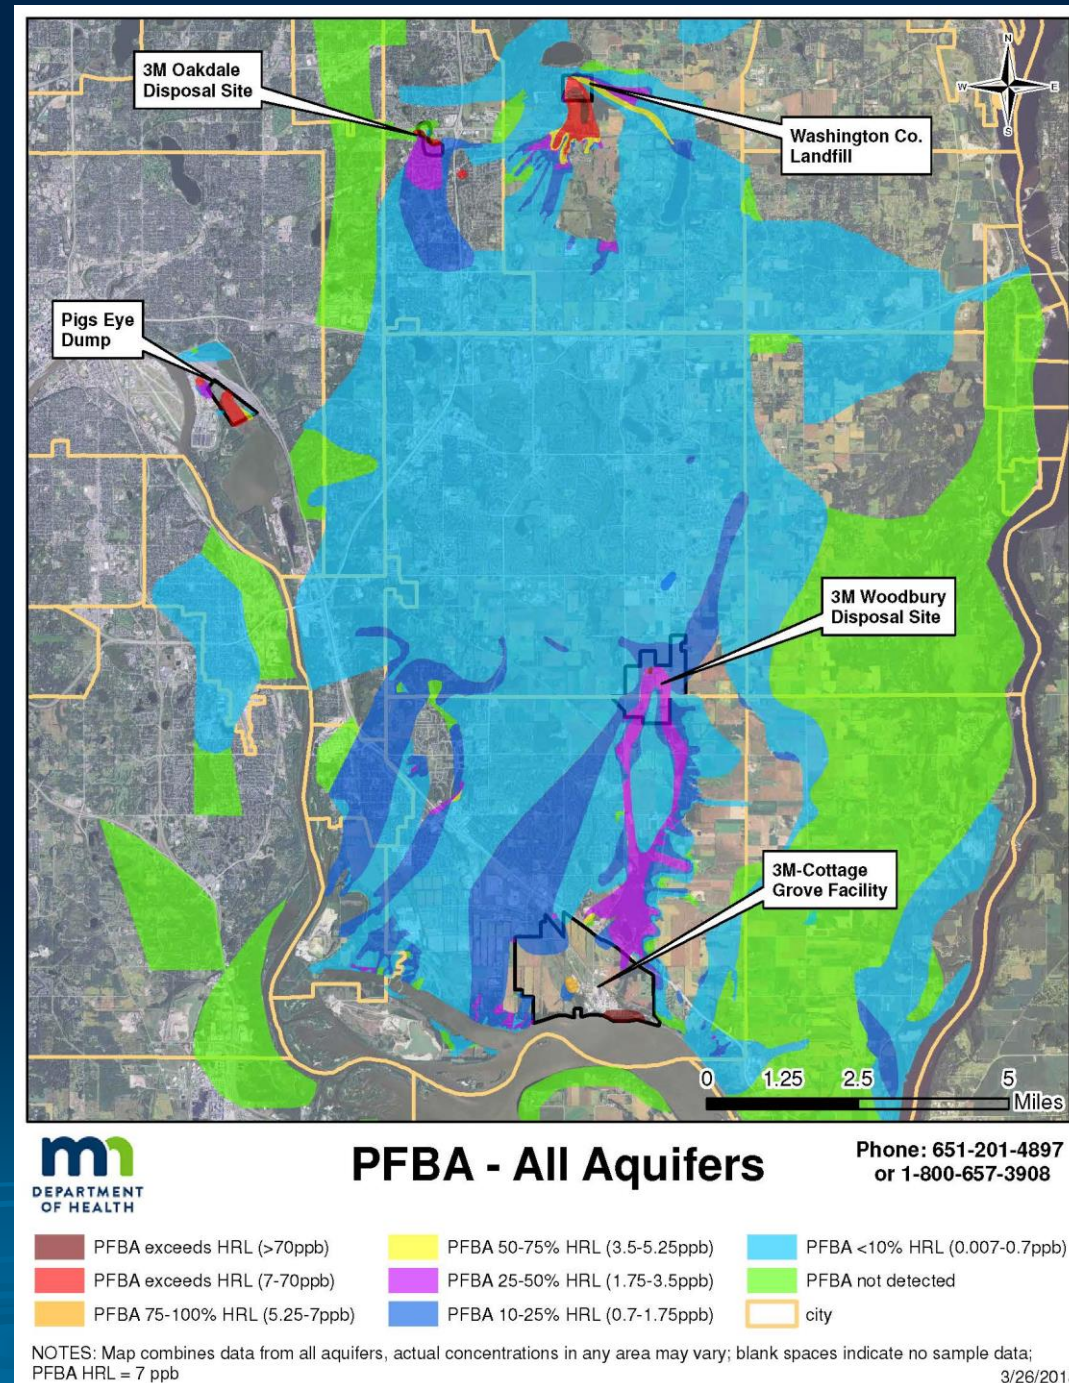 3M Oakdale
Disposal Site
N
W
E
S
Washington Co.
Landfill
Pigs Eye
Dump
3M Woodbury
Disposal Site
3M-Cottage
Grove Facility
0 1.25 2.5 5
Miles
DEPARTMENT
OF HEALTH
PFBA - All Aquifers
Phone: 651-201-4897
or 1-800-657-3908
PFBA exceeds HRL (>70ppb)
PFBA exceeds HRL (7-70ppb)
PFBA 75-100% HRL (5.25-7ppb)
PFBA 50-75% HRL (3.5-5.25ppb)
PFBA 25-50% HRL (1.75-3.5ppb)
PFBA 10-25% HRL (0.7-1.75ppb)
PFBA <10% HRL (0.007-0.7ppb)
PFBA not detected
city
NOTES: Map combines data from all aquifers, actual concentrations in any area may vary; blank spaces indicate no sample data;
PFBA HRL = 7 ppb